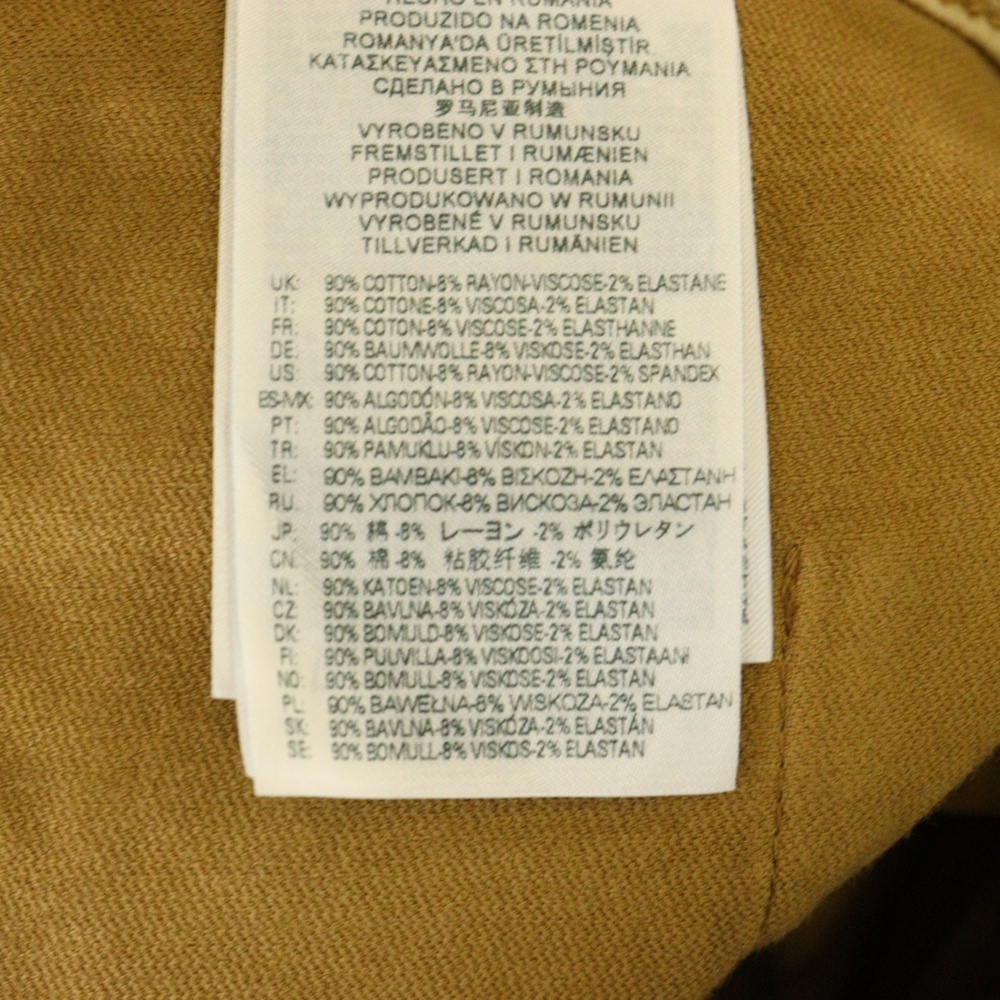 HECHO EN RUMANIA
PRODUZIDO NA ROMENIA
ROMANYA'DA ÜRETİLMİŞTİR.
ΚΑΤΑΣΚΕΥΑΣΜΕΝΟ ΣΤΗ ΡΟΥΜΑΝΙΑ
СДЕЛАНО В РУМЫНИЯ
罗马尼亚制造
VYROBENO V RUMUNSKU
FREMSTILLET I RUMÆNIEN
PRODUSERT I ROMANIA
WYPRODUKOWANO W RUMUNII
VYROBENÉ V RUMUNSKU
TILLVERKAD I RUMÄNIEN
UK: 90% COTTON-8% RAYON-VISCOSE-2% ELASTANE
IT: 90% COTONE-8% VISCOSA-2% ELASTAN
FR: 90% COTON-8% VISCOSE-2% ELASTHANNE
DE: 90% BAUMWOLLE-8% VISKOSE-2% ELASTHAN
US: 90% COTTON-8% RAYON-VISCOSE-2% SPANDEX
ES-MX: 90% ALGODÓN-8% VISCOSA-2% ELASTANO
PT: 90% ALGODÃO-8% VISCOSE-2% ELASTANO
TR: 90% PAMUKLU-8% VİSKON-2% ELASTAN
EL: 90% ΒΑΜΒΑΚΙ-8% ΒΙΣΚΟΖΗ-2% ΕΛΑΣΤΑΝΗ
RU: 90% ХЛОПОК-8% ВИСКОЗА-2% ЭЛАСТАН
JP: 90% 綿 -8% レーヨン -2% ポリウレタン
CN: 90% 棉 -8% 粘胶纤维 -2% 氨纶
NL: 90% KATOEN-8% VISCOSE-2% ELASTAN
CZ: 90% BAVLNA-8% VISKÓZA-2% ELASTAN
DK: 90% BOMULD-8% VISKOSE-2% ELASTAN
FI: 90% PUUVILLA-8% VISKOOSI-2% ELASTAANI
NO: 90% BOMULL-8% VISKOSE-2% ELASTAN
PL: 90% BAWEŁNA-8% WISKOZA-2% ELASTAN
SK: 90% BAVLNA-8% VISKÓZA-2% ELASTÁN
SE: 90% BOMULL-8% VISKOS-2% ELASTAN